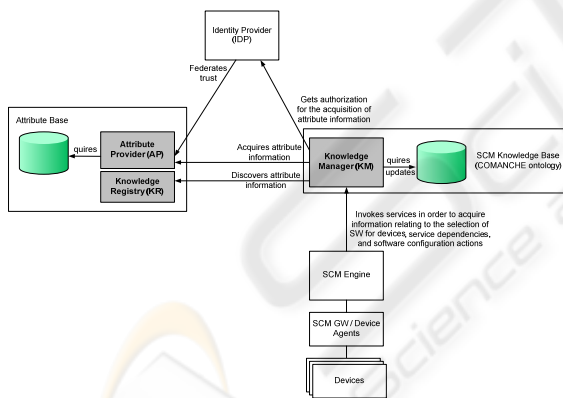 Identity Provider
(IDP)
Federates
trust
Gets authorization
for the acquisition of
attribute information
Attribute Base
quires
Attribute
Provider (AP)
Knowledge
Registry (KR)
Acquires attribute
information
Discovers attribute
information
Knowledge
Manager (KM)
quires
updates
SCM Knowledge Base
(COMANCHE ontology)
Invokes services in order to acquire
information relating to the selection of
SW for devices, service dependencies,
and software configuration actions
SCM Engine
SCM GW / Device
Agents
Devices